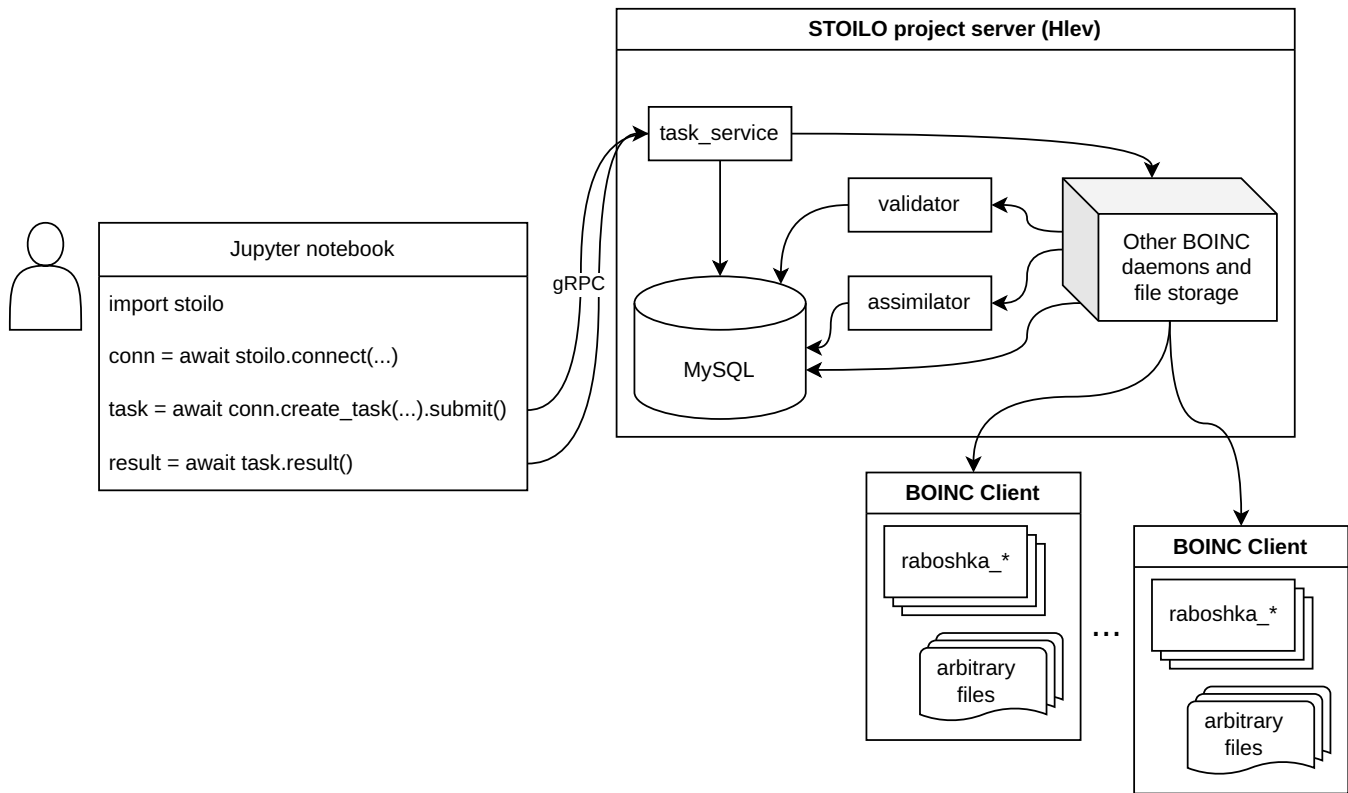 STOILO project server (Hlev)
task_service
validator
Other BOINC
daemons and
file storage
assimilator
MySQL
gRPC
Jupyter notebook
import stoilo
conn = await stoilo.connect(...)
task = await conn.create_task(...).submit()
result = await task.result()
BOINC Client
raboshka_*
arbitrary
files
...
BOINC Client
raboshka_*
arbitrary
files